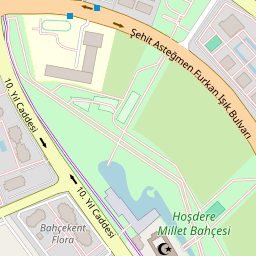 Şehit Asteğmen Furkan Işık Bulvarı
10. Yıl Caddesi
10. Yıl Caddesi
Bahçekent
Flora
Hoşdere
Millet Bahçesi